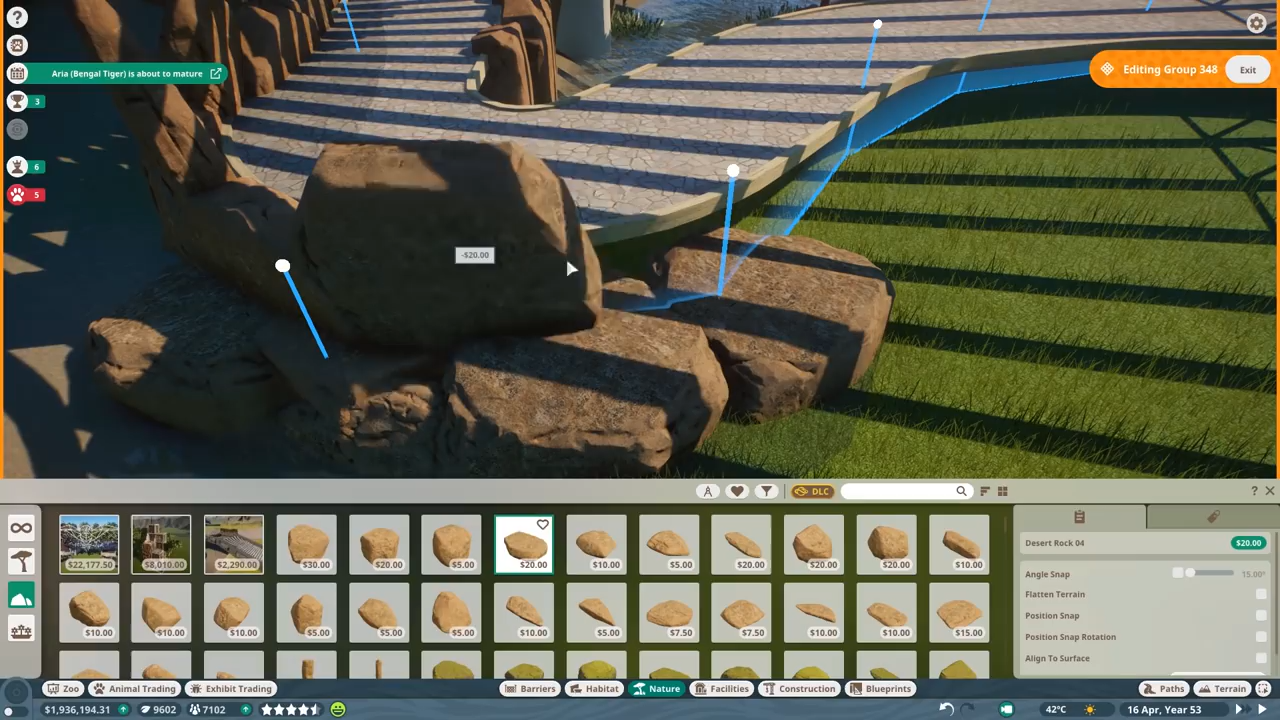 ?
Aria (Bengal Tiger) is about to mature
3
6
5
Editing Group 348
Exit
-$20.00
DLC
? ✕
$22,177.50
$8,010.00
$2,290.00
$30.00
$20.00
$5.00
$20.00
$10.00
$5.00
$20.00
$20.00
$20.00
$10.00
$10.00
$10.00
$10.00
$5.00
$5.00
$5.00
$10.00
$5.00
$7.50
$7.50
$10.00
$10.00
$15.00
Desert Rock 04 $20.00
Angle Snap 15.00°
Flatten Terrain
Position Snap
Position Snap Rotation
Align To Surface
Zoo Animal Trading Exhibit Trading Barriers Habitat Nature Facilities Construction Blueprints Paths Terrain
$1,936,194.31 9602 7102 42°C 16 Apr, Year 53